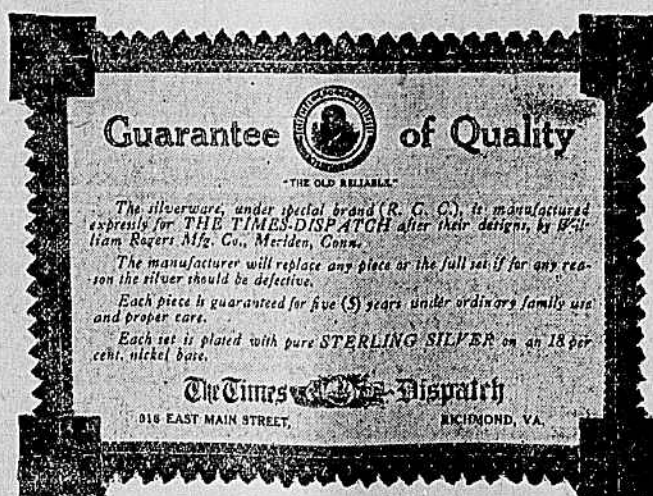 Guarantee of Quality
"THE OLD RELIABLE."
The silverware, under special brand (R. G. C.), is manufactured
expressly for THE TIMES-DISPATCH after their designs, by Wil-
liam Rogers Mfg. Co., Meriden, Conn.
The manufacturer will replace any piece or the full set if for any rea-
son the silver should be defective.
Each piece is guaranteed for five (5) years under ordinary family use
and proper care.
Each set is plated with pure STERLING SILVER on an 18 per
cent. nickel base.
The Times Dispatch
916 EAST MAIN STREET, RICHMOND, VA.